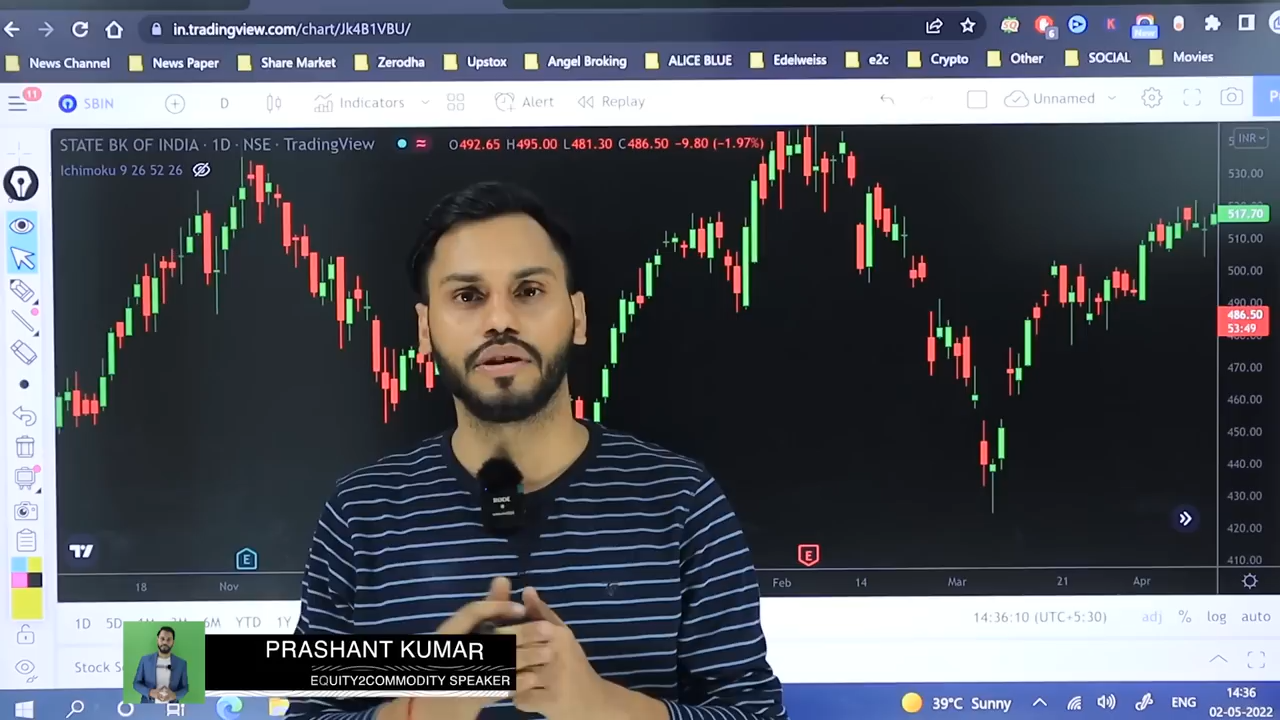 in.tradingview.com/chart/Jk4B1VBU/
6
New
News Channel
News Paper
Share Market
Zerodha
Upstox
Angel Broking
ALICE BLUE
Edelweiss
e2c
Crypto
Other
SOCIAL
Movies
11
SBIN
D
Indicators
Alert
Replay
Unnamed
STATE BK OF INDIA · 1D · NSE · TradingView
O492.65 H495.00 L481.30 C486.50 −9.80 (−1.97%)
INR
Ichimoku 9 26 52 26
530.00
517.70
510.00
500.00
490.00
486.50
53:49
470.00
460.00
450.00
440.00
430.00
420.00
410.00
E
E
18
Nov
Feb
14
Mar
21
Apr
1D
5D
6M
YTD
1Y
14:36:10 (UTC+5:30)
adj
%
log
auto
RODE
PRASHANT KUMAR
EQUITY2COMMODITY SPEAKER
39°C Sunny
ENG
14:36
02-05-2022